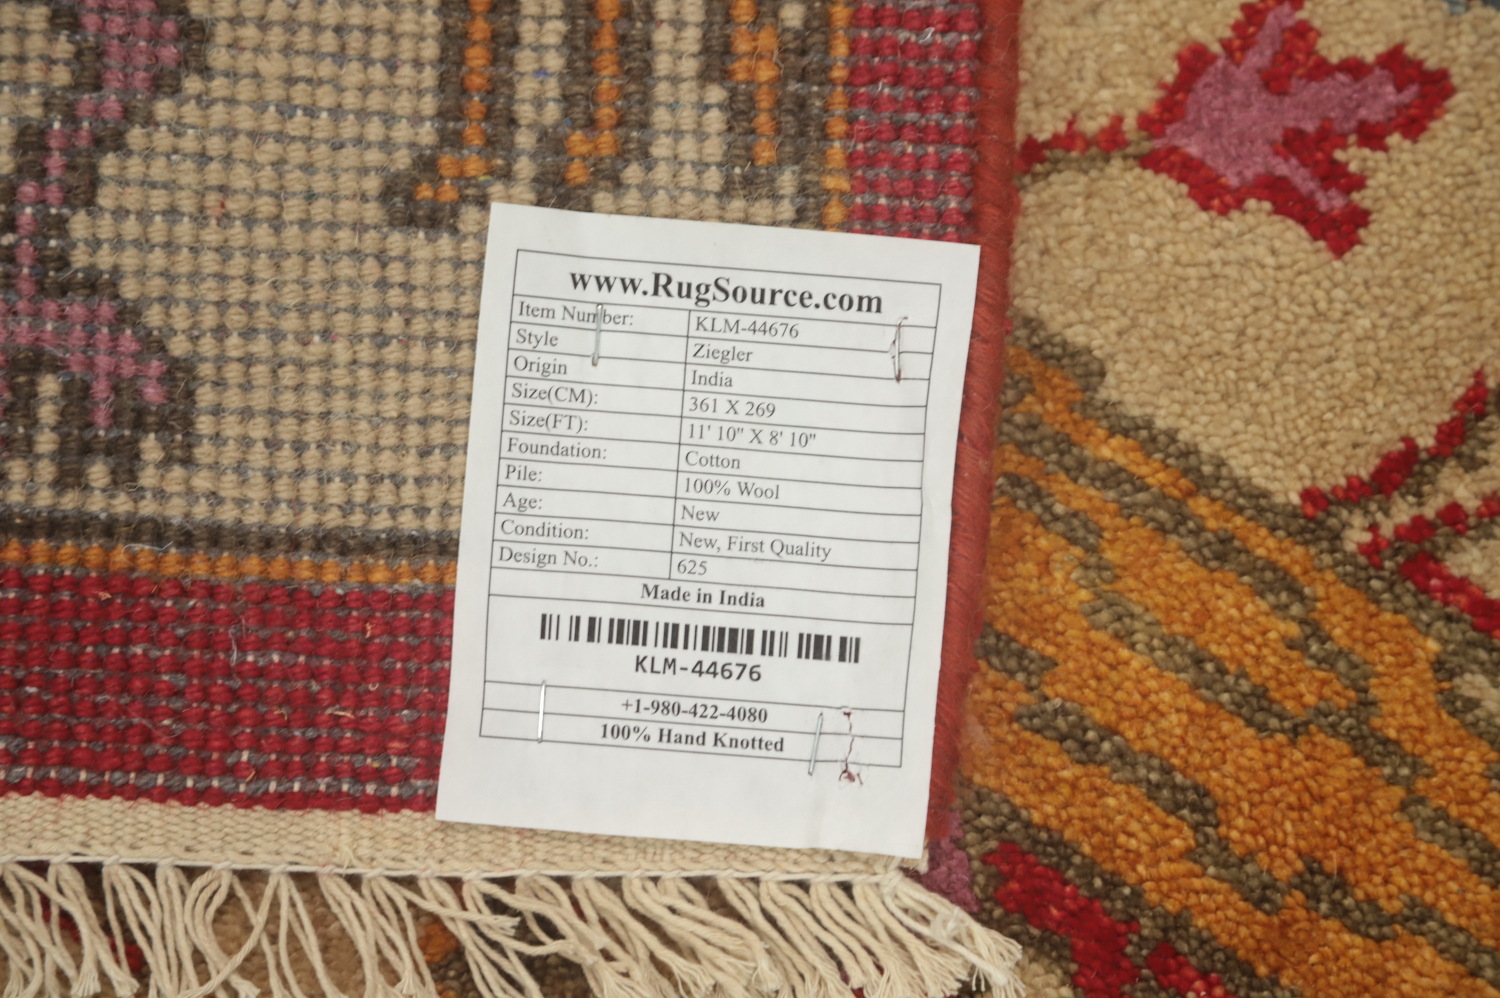 www.RugSource.com
Item Number: KLM-44676
Style Ziegler
Origin India
Size(CM): 361 X 269
Size(FT): 11' 10" X 8' 10"
Foundation: Cotton
Pile: 100% Wool
Age: New
Condition: New, First Quality
Design No.: 625
Made in India
KLM-44676
+1-980-422-4080
100% Hand Knotted